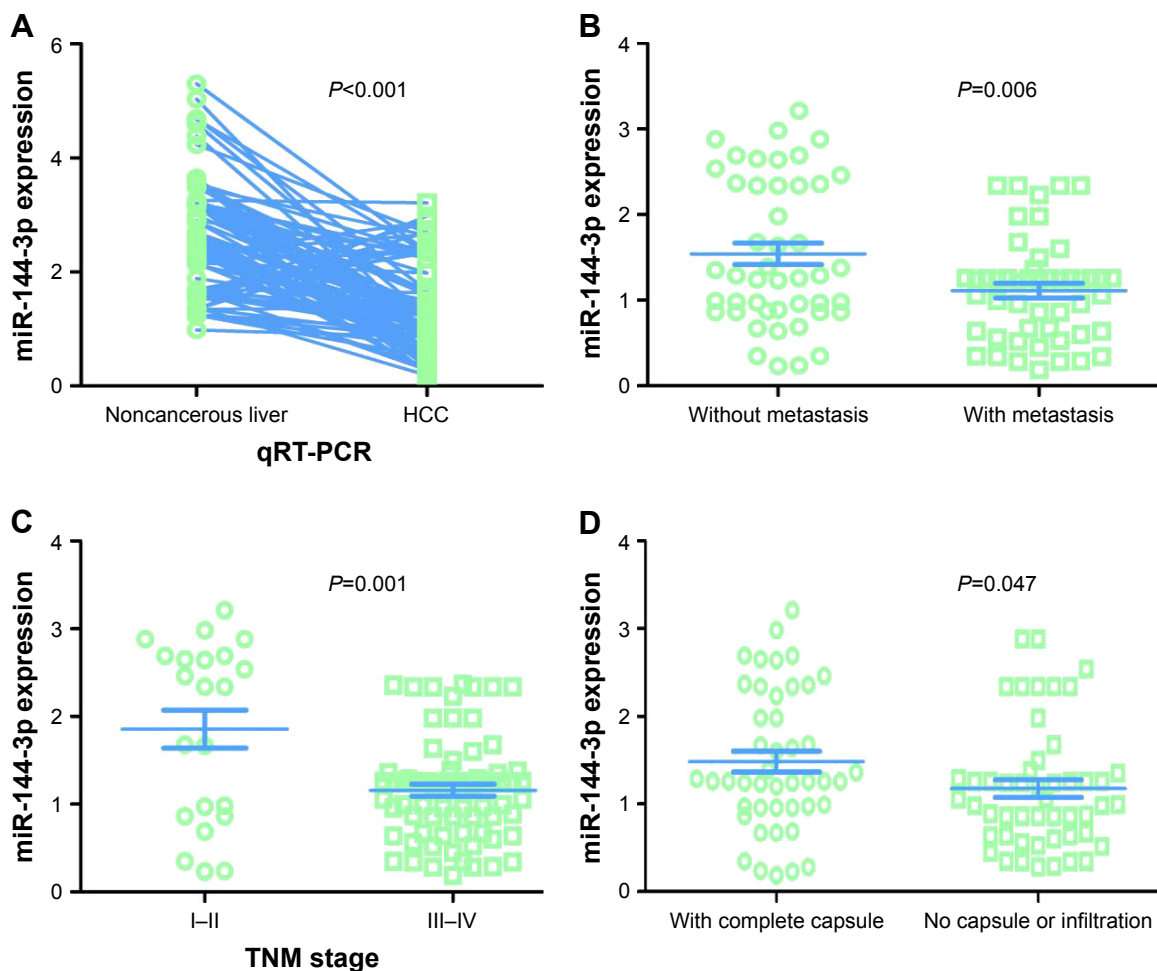 A
miR-144-3p expression
6
4
2
0
P<0.001
Noncancerous liver
HCC
qRT-PCR
B
miR-144-3p expression
4
3
2
1
0
P=0.006
Without metastasis
With metastasis
C
miR-144-3p expression
4
3
2
1
0
P=0.001
I–II
III–IV
TNM stage
D
miR-144-3p expression
4
3
2
1
0
P=0.047
With complete capsule
No capsule or infiltration